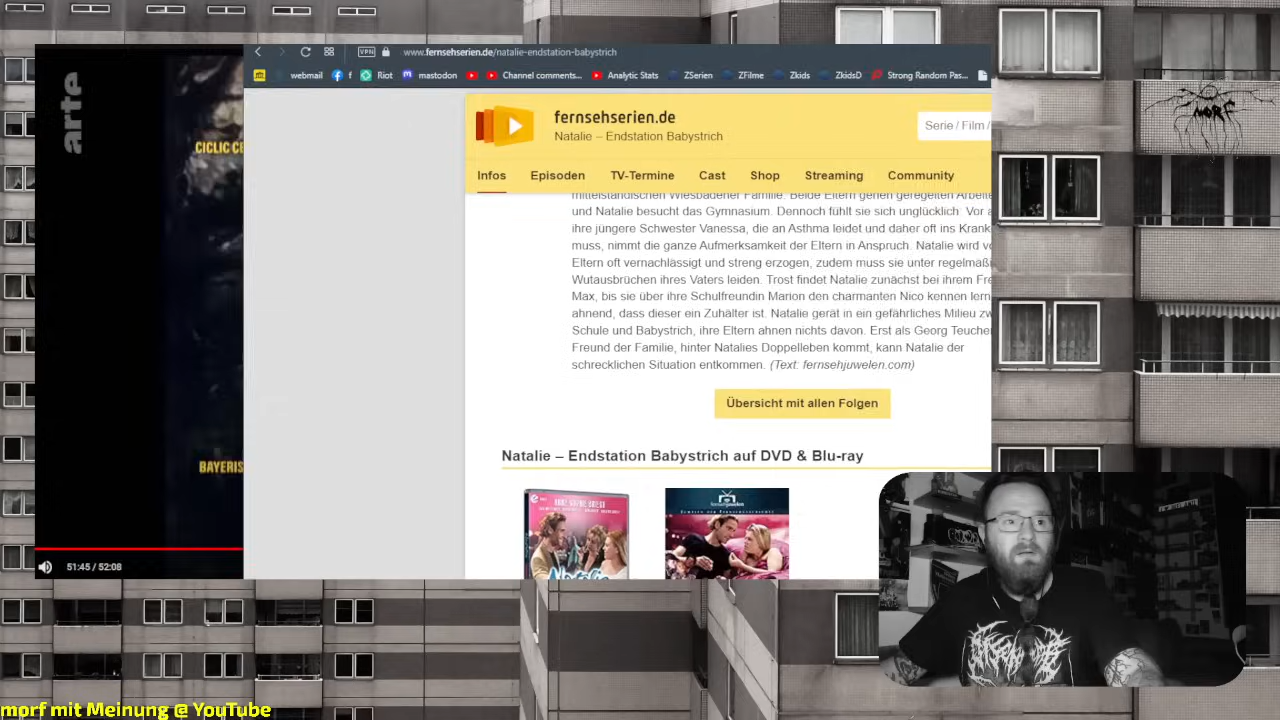 www.fernsehserien.de/natalie-endstation-babystrich
VPN
webmail
f
Riot
mastodon
Channel comments...
Analytic Stats
ZSerien
ZFilme
Zkids
ZkidsD
Strong Random Pas...
arte
CICLIC CE
BAYERIS
51:45 / 52:08
fernsehserien.de
Natalie – Endstation Babystrich
Serie / Film /
Infos Episoden TV-Termine Cast Shop Streaming Community
mittelständischen Wiesbadener Familie. Beide Eltern gehen geregelten Arbeite
und Natalie besucht das Gymnasium. Dennoch fühlt sie sich unglücklich: Vor a
ihre jüngere Schwester Vanessa, die an Asthma leidet und daher oft ins Krank
muss, nimmt die ganze Aufmerksamkeit der Eltern in Anspruch. Natalie wird vo
Eltern oft vernachlässigt und streng erzogen, zudem muss sie unter regelmäß
Wutausbrüchen ihres Vaters leiden. Trost findet Natalie zunächst bei ihrem Fre
Max, bis sie über ihre Schulfreundin Marion den charmanten Nico kennen lern
ahnend, dass dieser ein Zuhälter ist. Natalie gerät in ein gefährliches Milieu zw
Schule und Babystrich, ihre Eltern ahnen nichts davon. Erst als Georg Teuche
Freund der Familie, hinter Natalies Doppelleben kommt, kann Natalie der
schrecklichen Situation entkommen. (Text: fernsehjuwelen.com)
Übersicht mit allen Folgen
Natalie – Endstation Babystrich auf DVD & Blu-ray
Natalie
fernsehjuwelen
MORF
morf mit Meinung @ YouTube